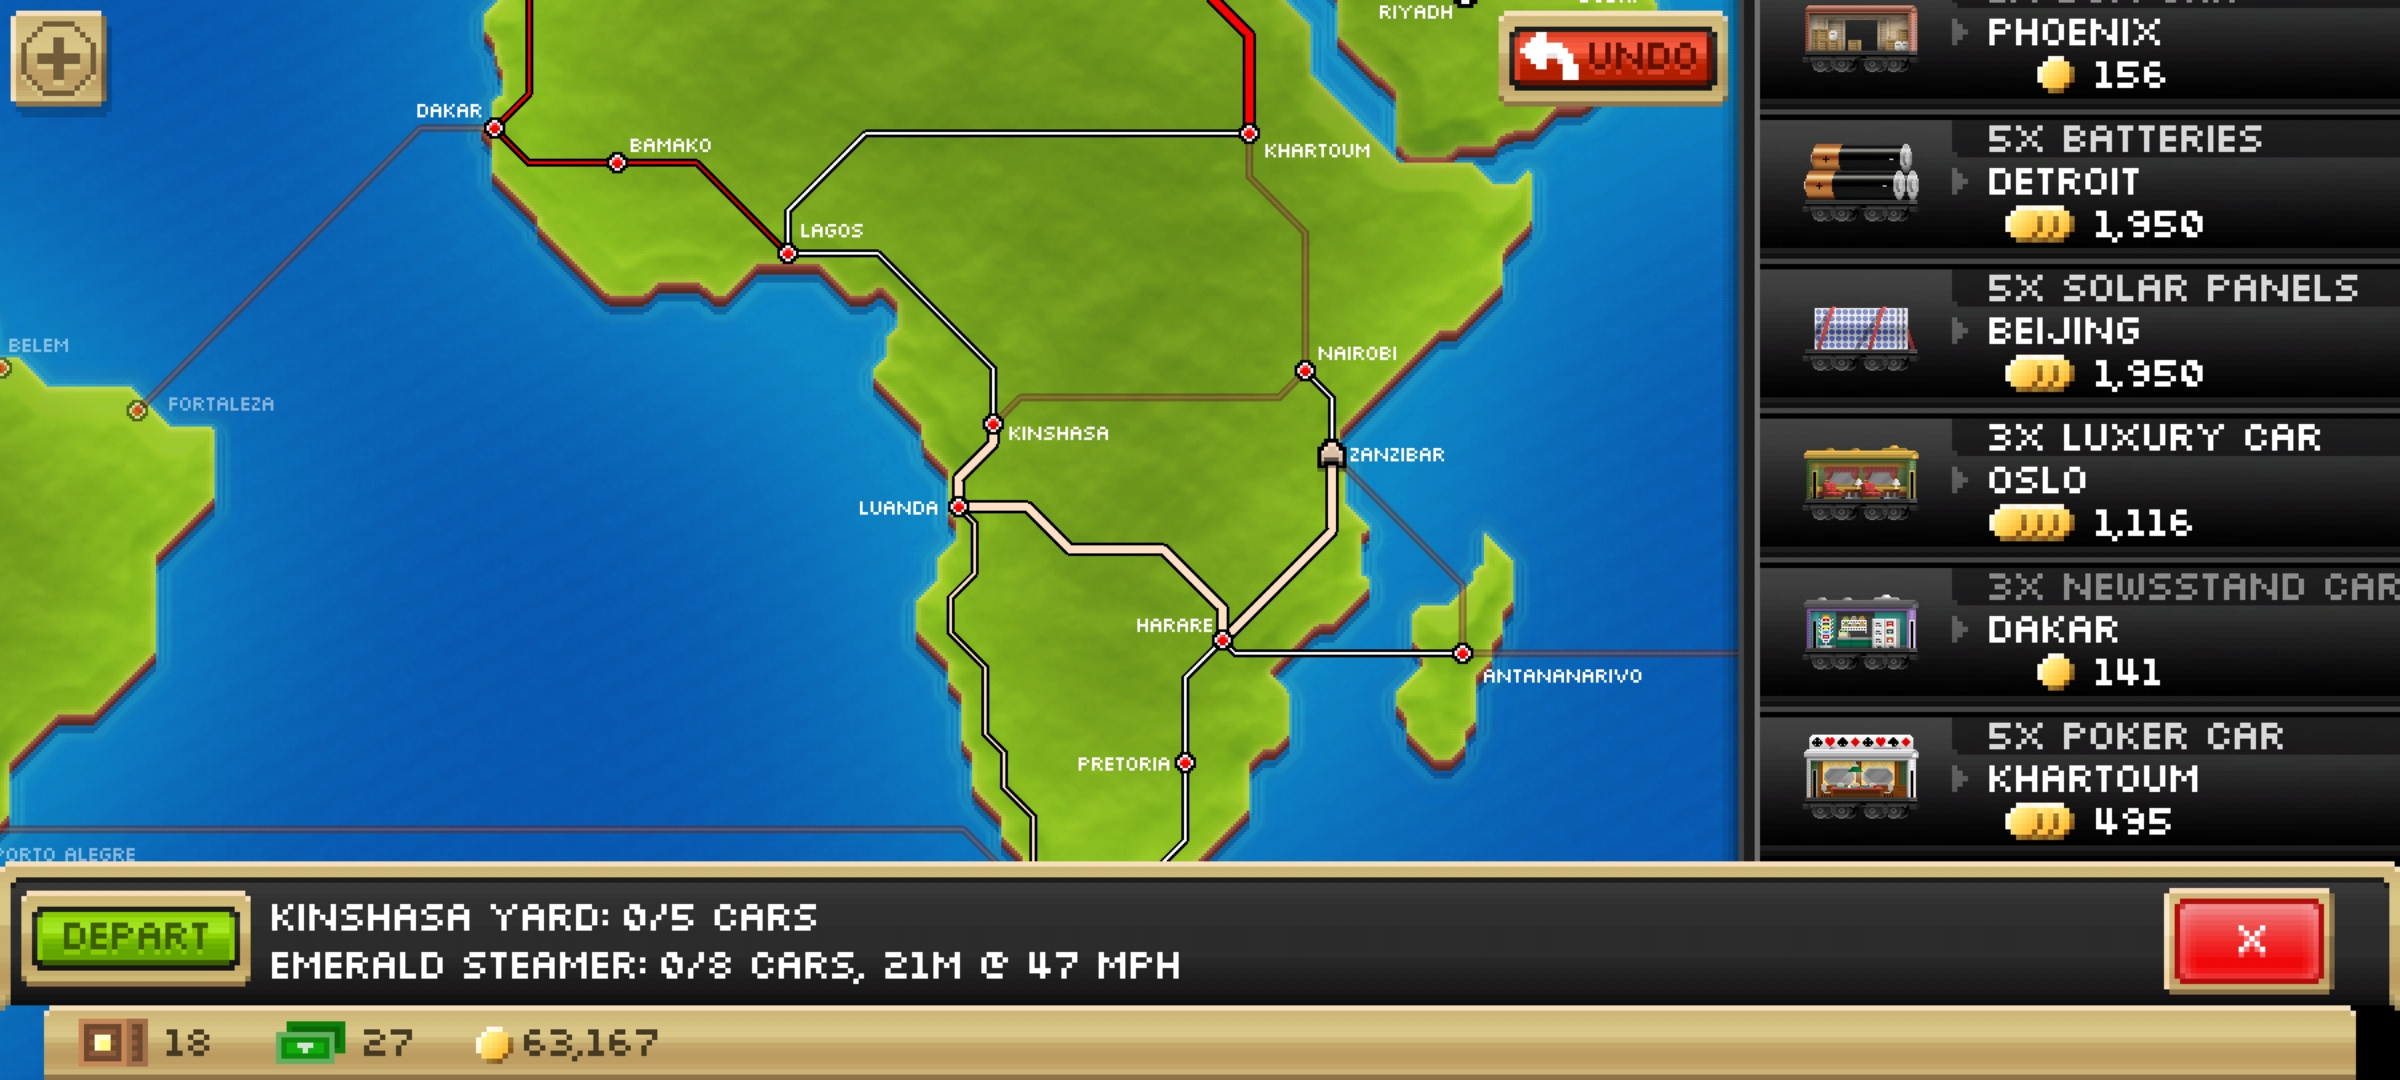 RIYADH
UNDO
DAKAR
BAMAKO
KHARTOUM
LAGOS
BELEM
FORTALEZA
NAIROBI
KINSHASA
ZANZIBAR
LUANDA
HARARE
ANTANANARIVO
PRETORIA
PORTO ALEGRE
PHOENIX
156
5X BATTERIES
DETROIT
1,950
5X SOLAR PANELS
BEIJING
1,950
3X LUXURY CAR
OSLO
1,116
3X NEWSSTAND CAR
DAKAR
141
5X POKER CAR
KHARTOUM
495
DEPART
KINSHASA YARD: 0/5 CARS
EMERALD STEAMER: 0/8 CARS, 21M @ 47 MPH
X
18
27
63,167